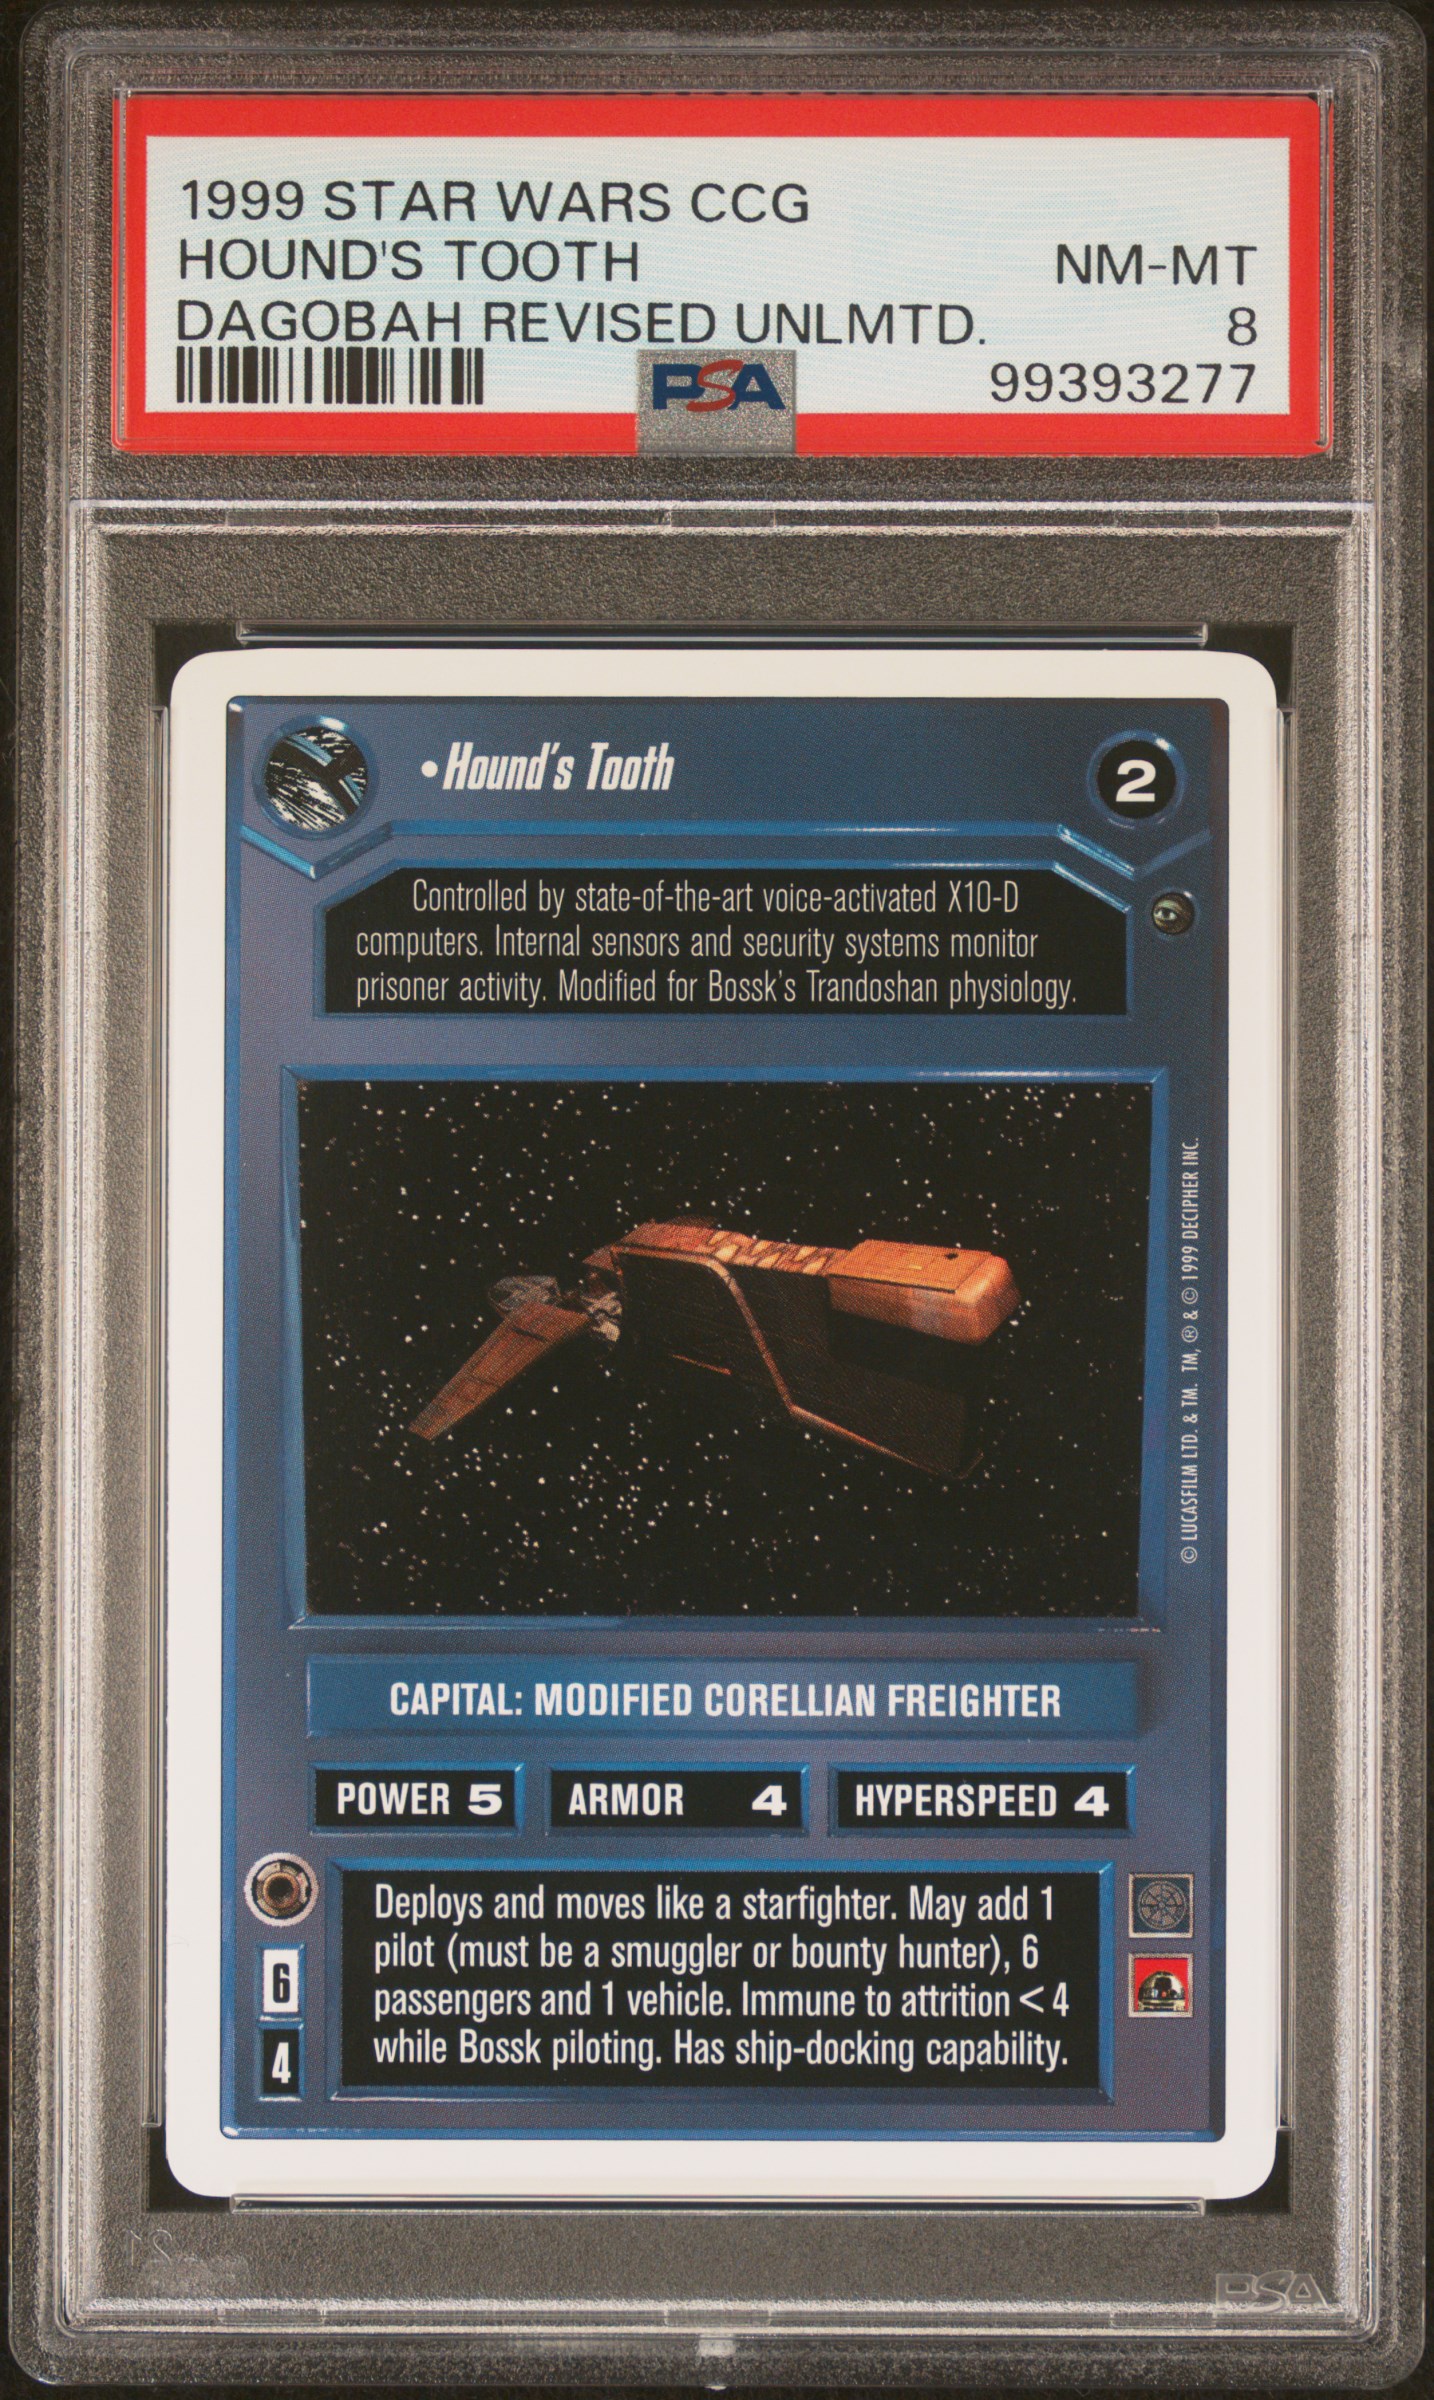 1999 STAR WARS CCG
HOUND'S TOOTH
NM-MT
DAGOBAH REVISED UNLMTD.
8
PSA
99393277
•Hound's Tooth
2
Controlled by state-of-the-art voice-activated X10-D
computers. Internal sensors and security systems monitor
prisoner activity. Modified for Bossk's Trandoshan physiology.
© LUCASFILM LTD. & TM. TM, ® & © 1999 DECIPHER INC.
CAPITAL: MODIFIED CORELLIAN FREIGHTER
POWER 5
ARMOR 4
HYPERSPEED 4
Deploys and moves like a starfighter. May add 1
pilot (must be a smuggler or bounty hunter), 6
passengers and 1 vehicle. Immune to attrition < 4
while Bossk piloting. Has ship-docking capability.
6
4
PSA